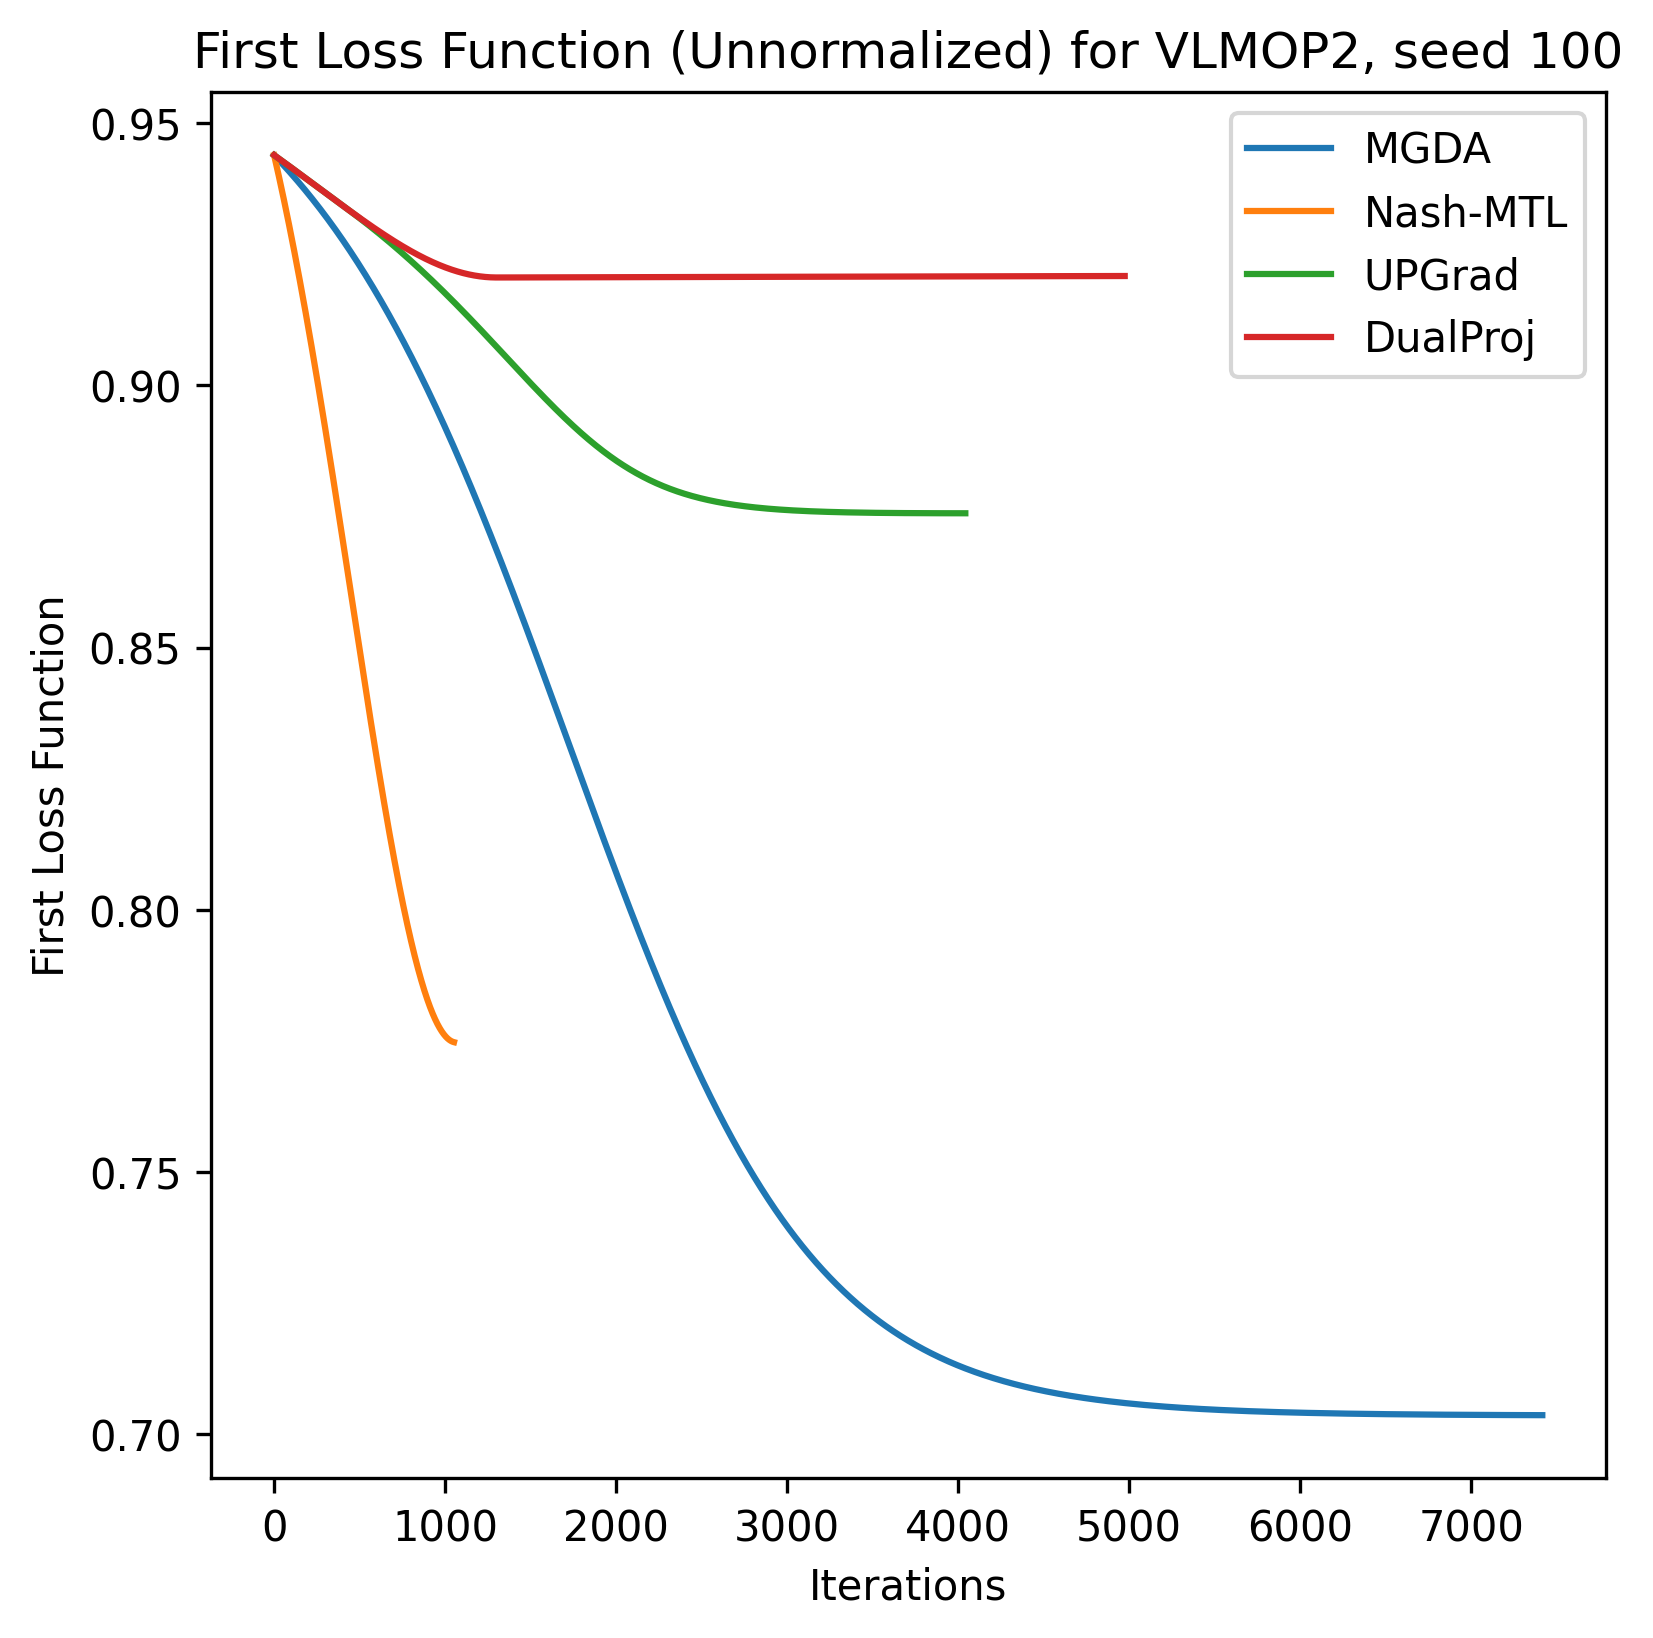 First Loss Function (Unnormalized) for VLMOP2, seed 100
MGDA
Nash-MTL
UPGrad
DualProj
First Loss Function
0.95
0.90
0.85
0.80
0.75
0.70
0 1000 2000 3000 4000 5000 6000 7000
Iterations